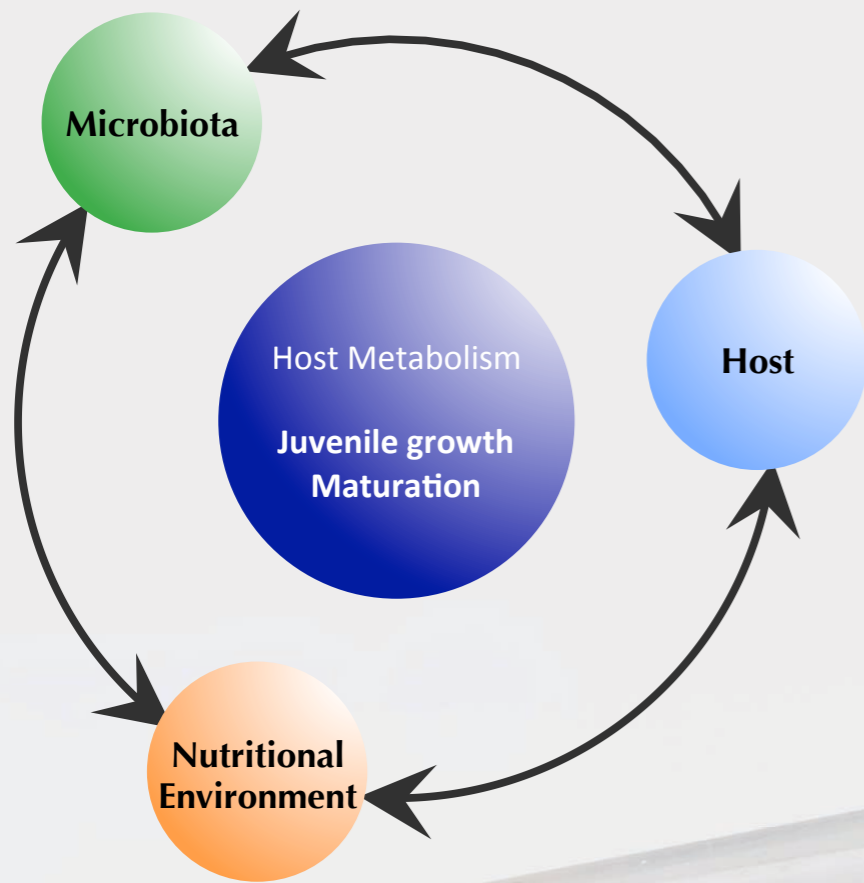 Microbiota
Host Metabolism
Juvenile growth
Maturation
Host
Nutritional
Environment